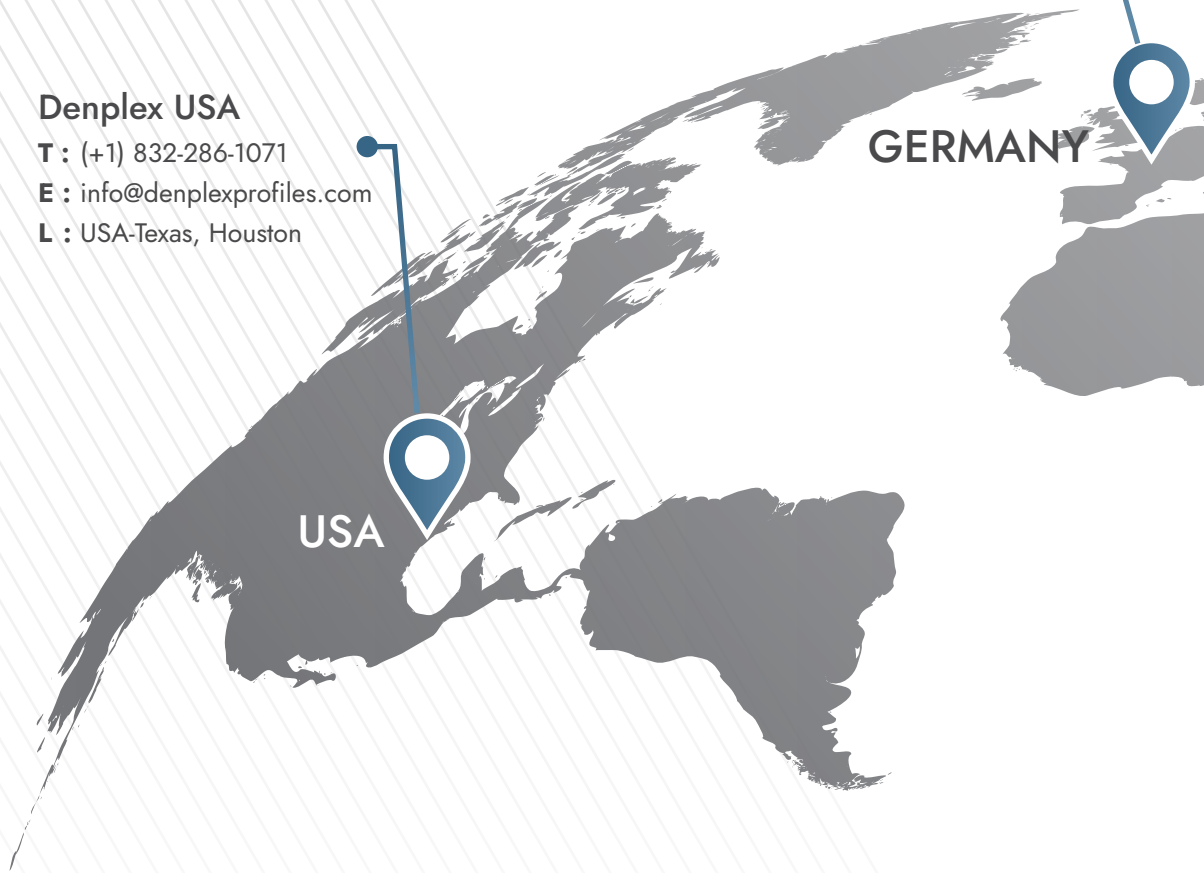 Denplex USA
T : (+1) 832-286-1071
E : info@denplexprofiles.com
L : USA-Texas, Houston
GERMANY
USA